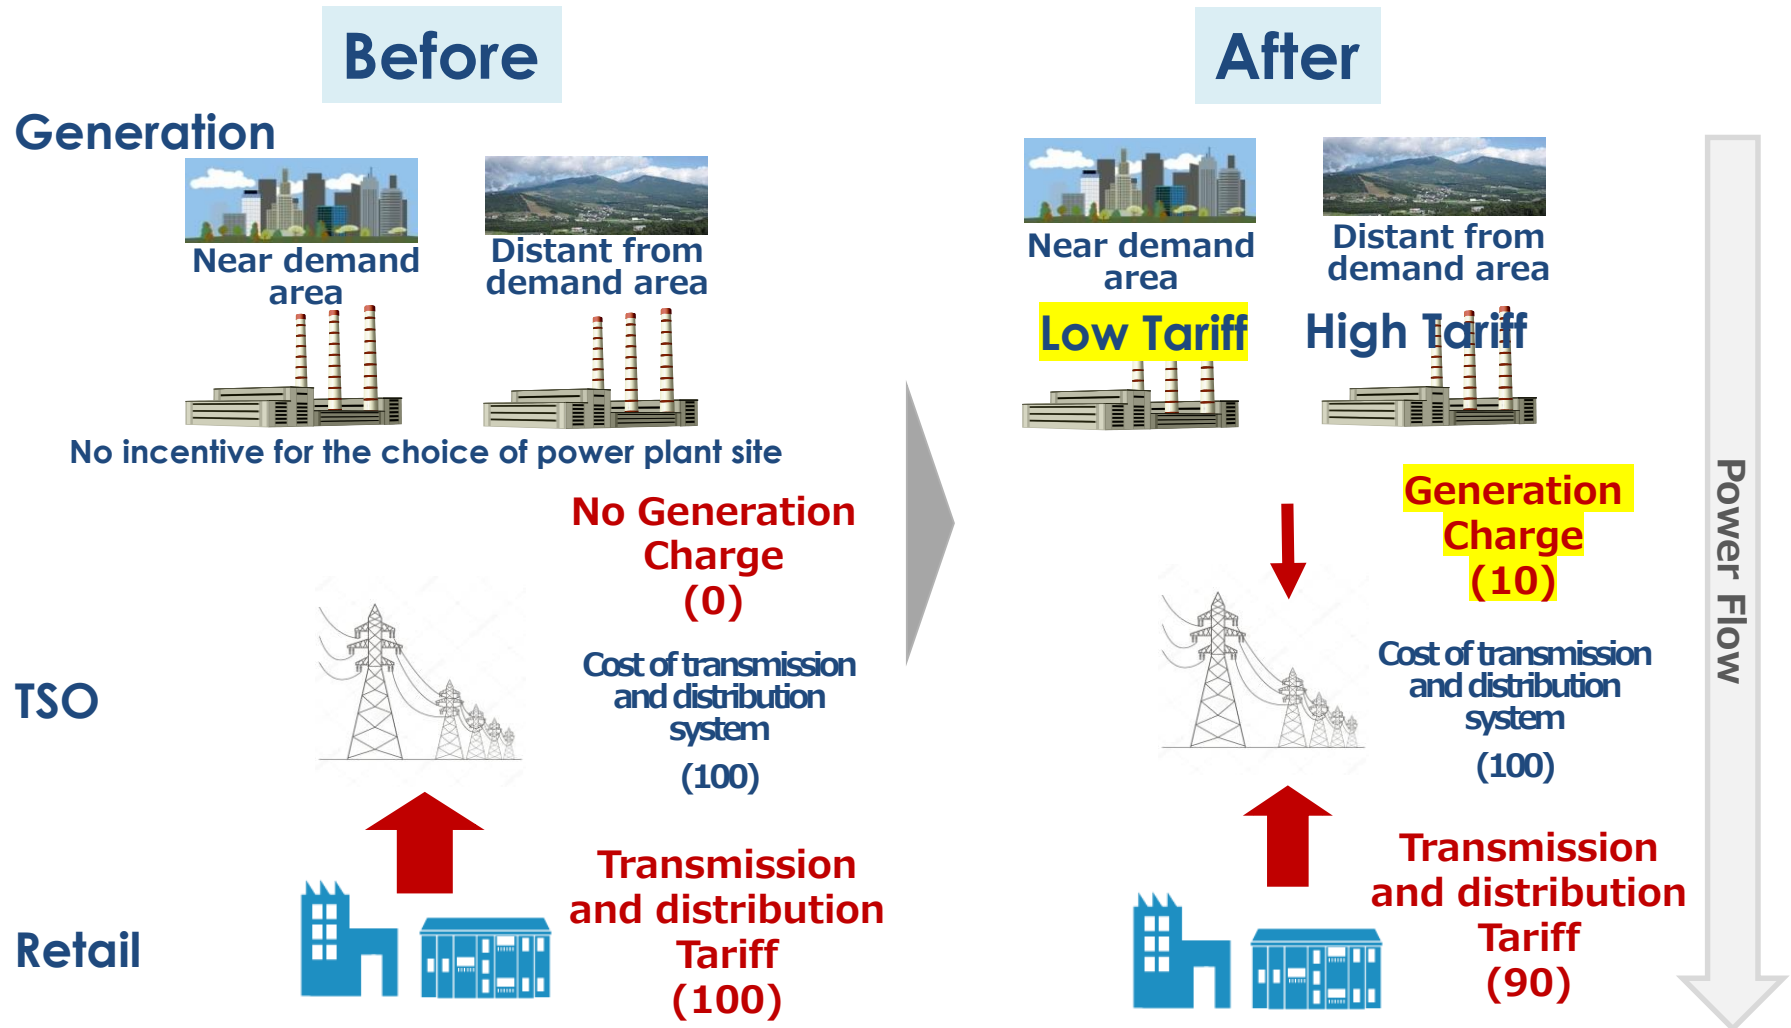 Before
Generation
Near demand
area
Distant from
demand area
No incentive for the choice of power plant site
No Generation
Charge
(0)
TSO
Cost of transmission
and distribution
system
(100)
Retail
Transmission
and distribution
Tariff
(100)
After
Near demand
area
Distant from
demand area
Low Tariff
High Tariff
Generation
Charge
(10)
Cost of transmission
and distribution
system
(100)
Transmission
and distribution
Tariff
(90)
Power Flow